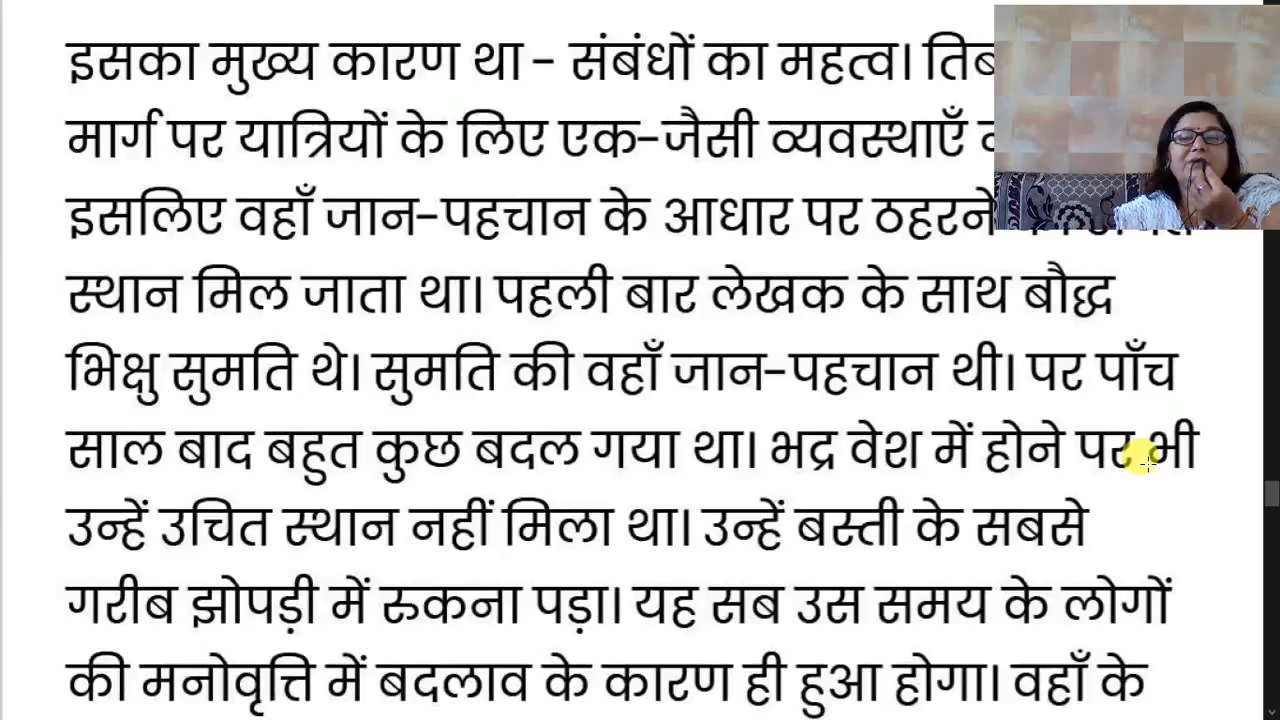 इसका मुख्य कारण था - संबंधों का महत्व।
मार्ग पर यात्रियों के लिए एक-जैसी व्यवस्थाएँ
इसलिए वहाँ जान-पहचान के आधार पर ठहरने
स्थान मिल जाता था। पहली बार लेखक के साथ बौद्ध
भिक्षु सुमति थे। सुमति की वहाँ जान-पहचान थी। पर पाँच
साल बाद बहुत कुछ बदल गया था। भद्र वेश में होने पर भी
उन्हें उचित स्थान नहीं मिला था। उन्हें बस्ती के सबसे
गरीब झोपड़ी में रुकना पड़ा। यह सब उस समय के लोगों
की मनोवृत्ति में बदलाव के कारण ही हुआ होगा। वहाँ के